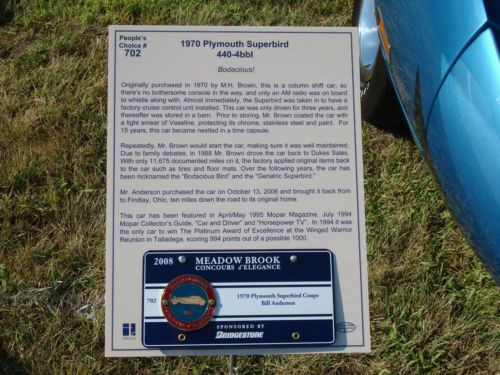 People's
Choice #
702
1970 Plymouth Superbird
440-4bbl
Bodacious!
Originally purchased in 1970 by M.H. Brown, this is a column shift car, so
there's no bothersome console in the way, and only an AM radio was on board
to whistle along with. Almost immediately, the Superbird was taken in to have a
factory cruise control unit installed. This car was only driven for three years, and
thereafter was stored in a barn. Prior to storing, Mr. Brown coated the car with
a light smear of Vaseline, protecting its chrome, stainless steel and paint. For
15 years, this car became nestled in a time capsule.
Repeatedly, Mr. Brown would start the car, making sure it was well maintained.
Due to family debates, in 1988 Mr. Brown drove the car back to Dukes Sales.
With only 11,675 documented miles on it, the factory applied original items back
to the car such as tires and floor mats. Over the following years, the car has
been nicknamed the "Bodacious Bird" and the "Geriatric Superbird."
Mr. Anderson purchased the car on October 13, 2006 and brought it back from
to Findlay, Ohio, ten miles down the road to its original home.
This car has been featured in April/May 1995 Mopar Magazine, July 1994
Mopar Collector's Guide, "Car and Driver" and "Horsepower TV". In 1994 it was
the only car to win The Platinum Award of Excellence at the Winged Warrior
Reunion in Talladega, scoring 994 points out of a possible 1000.
2008 MEADOW BROOK
CONCOURS d'ELEGANCE
702 1970 Plymouth Superbird Coupe
Bill Anderson
SPONSORED BY
BRIDGESTONE